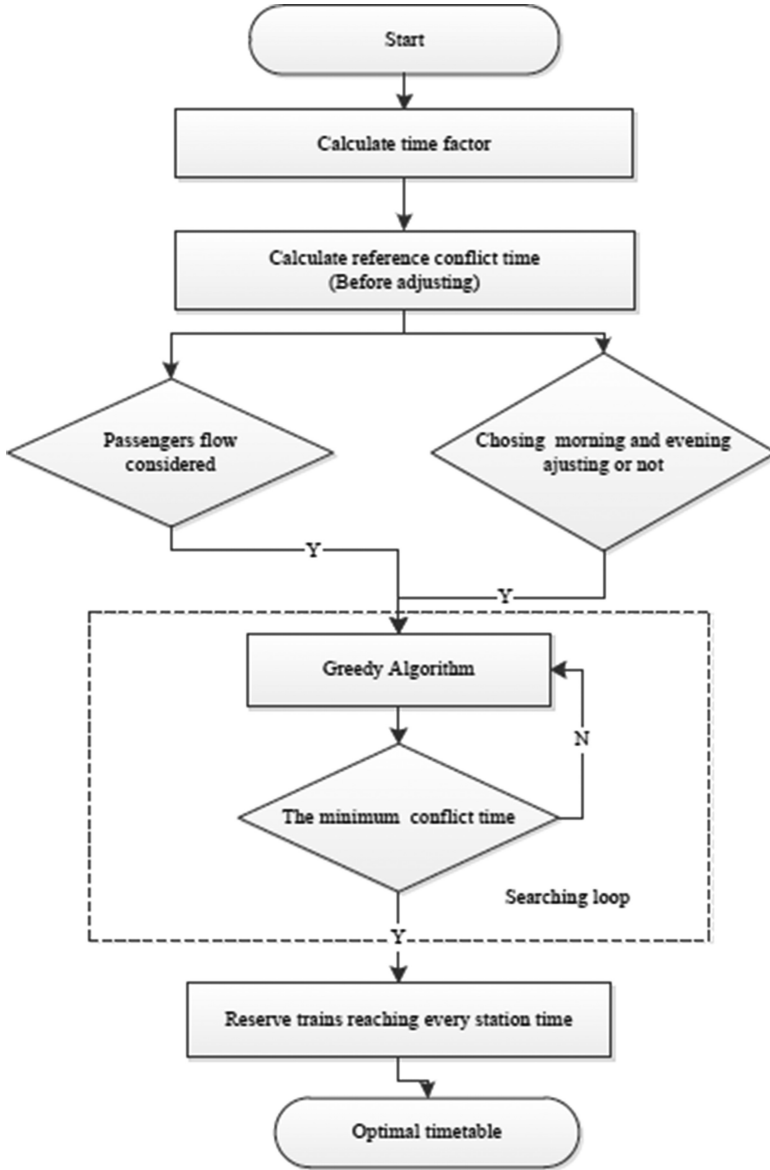 Start
Calculate time factor
Calculate reference conflict time
(Before adjusting)
Passengers flow
considered
Chosing morning and evening
ajusting or not
Y
Y
Greedy Algorithm
N
The minimum conflict time
Searching loop
Y
Reserve trains reaching every station time
Optimal timetable